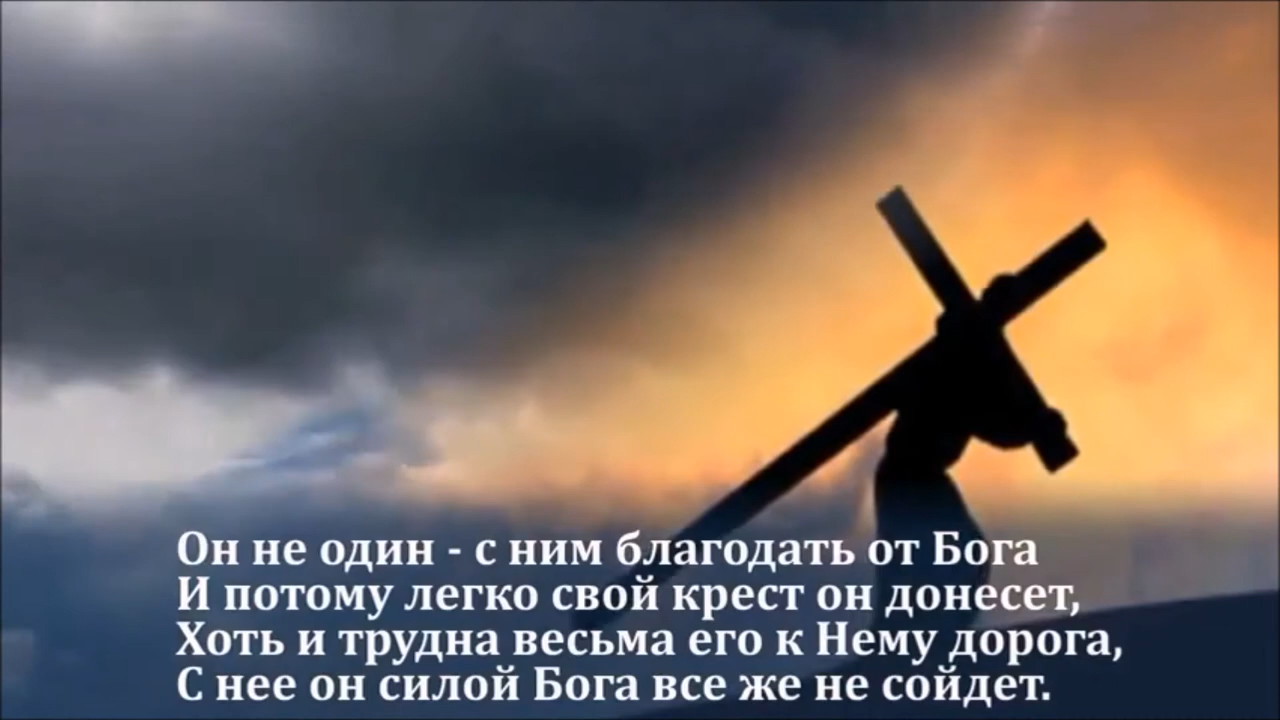 Он не один - с ним благодать от Бога
И потому легко свой крест он донесет,
Хоть и трудна весьма его к Нему дорога,
С нее он силой Бога все же не сойдет.